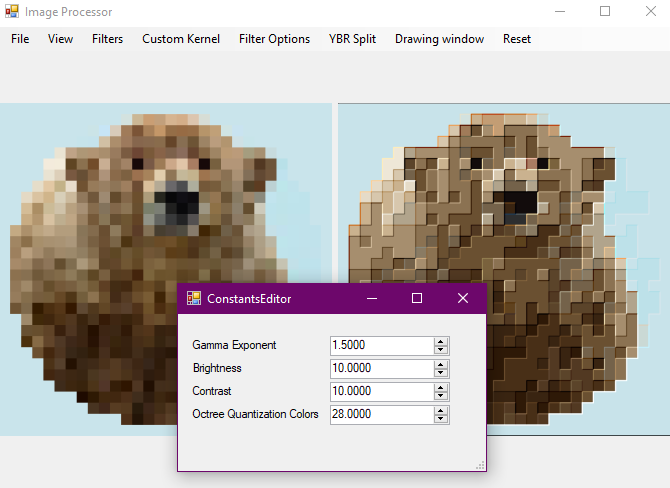 Image Processor
File View Filters Custom Kernel Filter Options YBR Split Drawing window Reset
ConstantsEditor
Gamma Exponent 1.5000
Brightness 10.0000
Contrast 10.0000
Octree Quantization Colors 28.0000